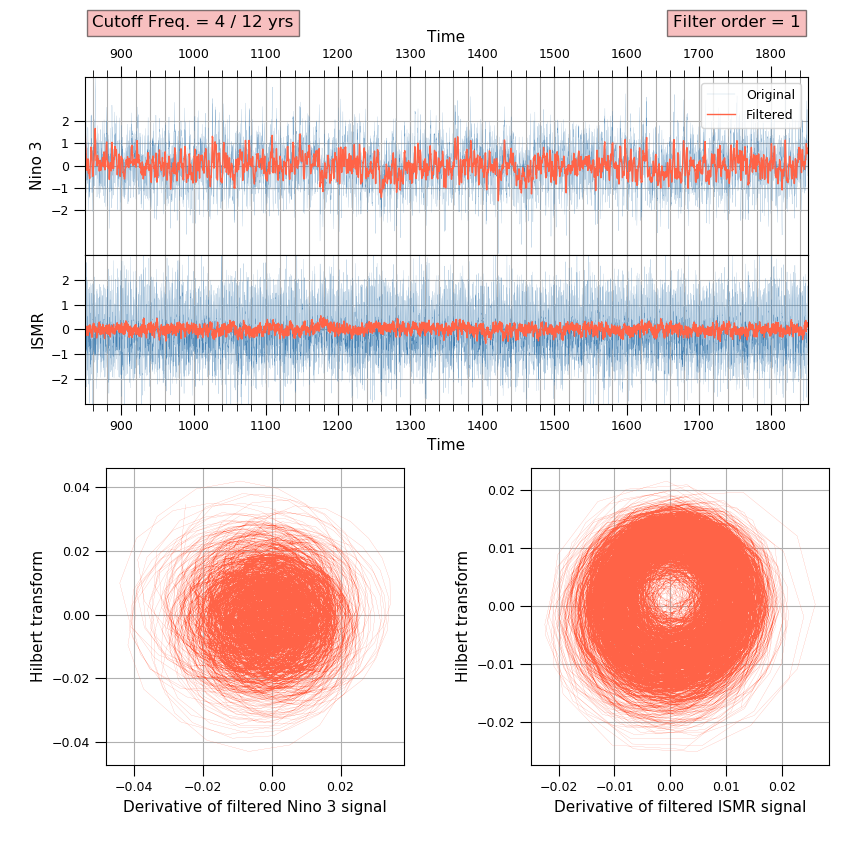 Cutoff Freq. = 4 / 12 yrs
Filter order = 1
Time
900 1000 1100 1200 1300 1400 1500 1600 1700 1800
Original
Filtered
Nino 3
2
1
0
−1
−2
ISMR
2
1
0
−1
−2
900 1000 1100 1200 1300 1400 1500 1600 1700 1800
Time
Hilbert transform
0.04
0.02
0.00
−0.02
−0.04
−0.04 −0.02 0.00 0.02
Derivative of filtered Nino 3 signal
Hilbert transform
0.02
0.01
0.00
−0.01
−0.02
−0.02 −0.01 0.00 0.01 0.02
Derivative of filtered ISMR signal